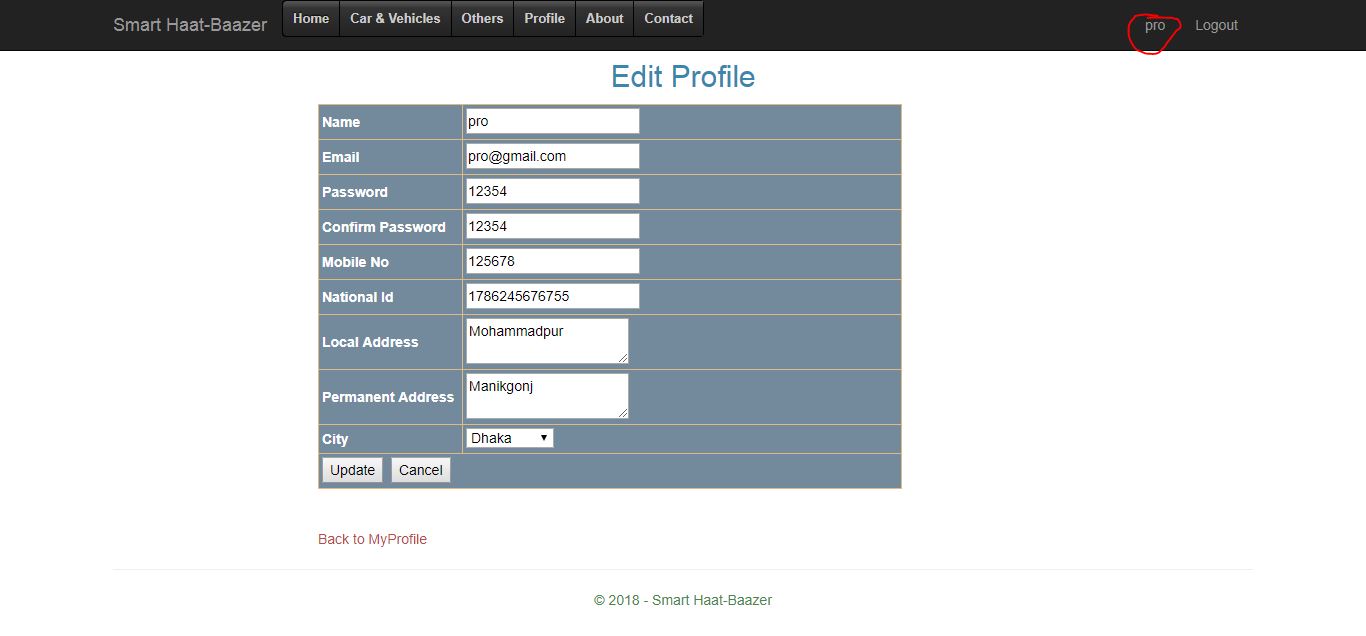 Smart Haat-Baazer Home Car & Vehicles Others Profile About Contact pro Logout
Edit Profile
Name pro
Email pro@gmail.com
Password 12354
Confirm Password 12354
Mobile No 125678
National Id 1786245676755
Local Address Mohammadpur
Permanent Address Manikgonj
City Dhaka
Update Cancel
Back to MyProfile
© 2018 - Smart Haat-Baazer